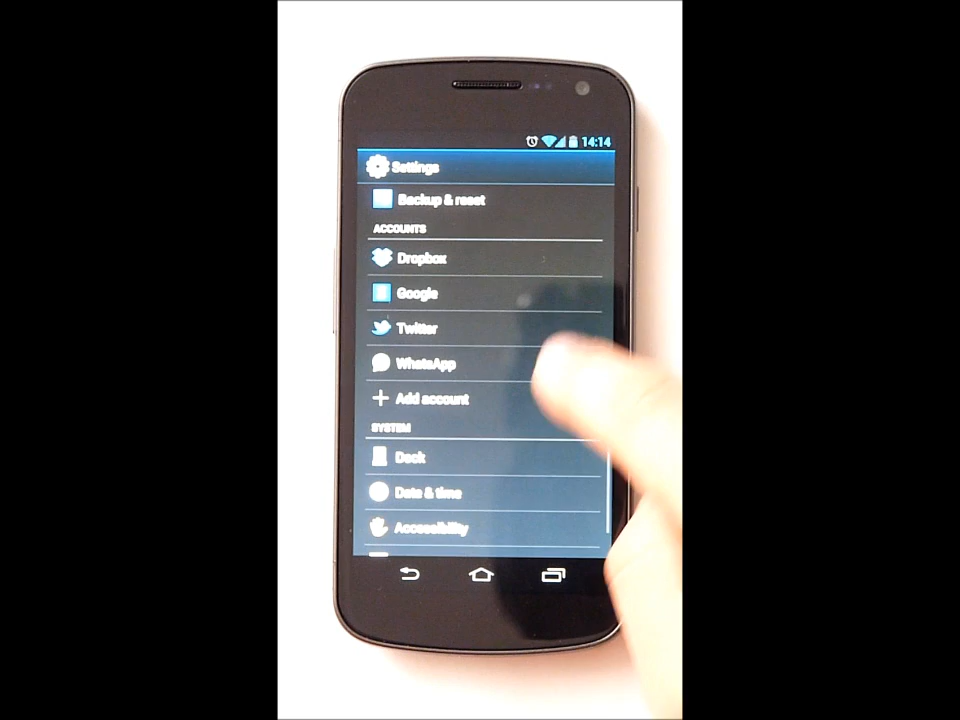 14:14
Settings
Backup & reset
ACCOUNTS
Dropbox
Google
Twitter
WhatsApp
Add account
SYSTEM
Dock
Date & time
Accessibility